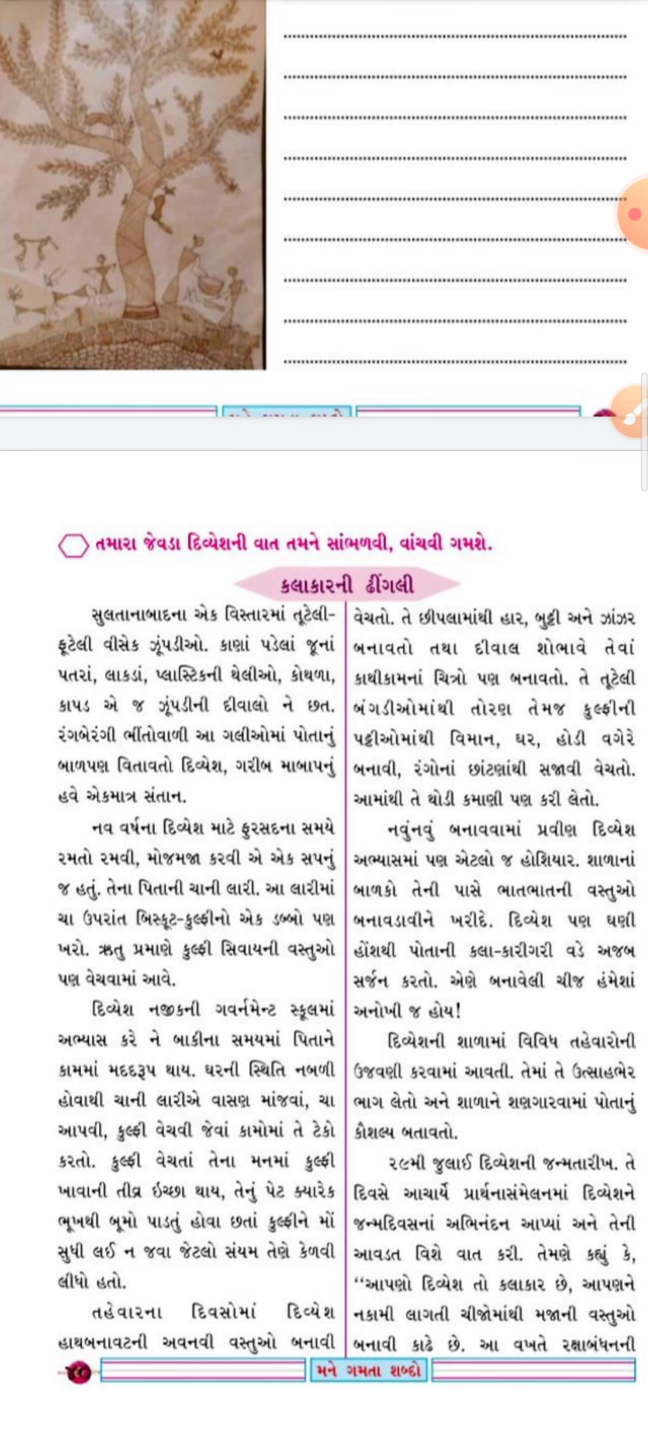 તમારા જેવડા દિવ્યેશની વાત તમને સાંભળવી, વાંચવી ગમશે.
કલાકારની ઢીંગલી
સુલતાનાબાદના એક વિસ્તારમાં તૂટેલી-
ફૂટેલી વીસેક ઝૂંપડીઓ. કાણાં પડેલાં જૂનાં
પતરાં, લાકડાં, પ્લાસ્ટિકની થેલીઓ, કોથળા,
કાપડ એ જ ઝૂંપડીની દીવાલો ને છત.
રંગબેરંગી ભીંતોવાળી આ ગલીઓમાં પોતાનું
બાળપણ વિતાવતો દિવ્યેશ, ગરીબ માબાપનું
હવે એકમાત્ર સંતાન.
નવ વર્ષના દિવ્યેશ માટે ફુરસદના સમયે
રમતો રમવી, મોજમજા કરવી એ એક સપનું
જ હતું. તેના પિતાની ચાની લારી. આ લારીમાં
ચા ઉપરાંત બિસ્કૂટ-કુલ્ફીનો એક ડબ્બો પણ
ખરો. ઋતુ પ્રમાણે કુલ્ફી સિવાયની વસ્તુઓ
પણ વેચવામાં આવે.
દિવ્યેશ નજીકની ગવર્નમેન્ટ સ્કૂલમાં
અભ્યાસ કરે ને બાકીના સમયમાં પિતાને
કામમાં મદદરૂપ થાય. ઘરની સ્થિતિ નબળી
હોવાથી ચાની લારીએ વાસણ માંજવાં, ચા
આપવી, કુલ્ફી વેચવી જેવાં કામોમાં તે ટેકો
કરતો. કુલ્ફી વેચતાં તેના મનમાં કુલ્ફી
ખાવાની તીવ્ર ઇચ્છા થાય, તેનું પેટ ક્યારેક
ભૂખથી બૂમો પાડતું હોવા છતાં કુલ્ફીને મોં
સુધી લઈ ન જવા જેટલો સંયમ તેણે કેળવી
લીધો હતો.
તહેવારના દિવસોમાં દિવ્યેશ
હાથબનાવટની અવનવી વસ્તુઓ બનાવી
વેચતો. તે છીપલામાંથી હાર, બુટ્ટી અને ઝાંઝર
બનાવતો તથા દીવાલ શોભાવે તેવાં
કાથીકામનાં ચિત્રો પણ બનાવતો. તે તૂટેલી
બંગડીઓમાંથી તોરણ તેમજ કુલ્ફીની
પટ્ટીઓમાંથી વિમાન, ઘર, હોડી વગેરે
બનાવી, રંગોનાં છાંટણાંથી સજાવી વેચતો.
આમાંથી તે થોડી કમાણી પણ કરી લેતો.
નવુંનવું બનાવવામાં પ્રવીણ દિવ્યેશ
અભ્યાસમાં પણ એટલો જ હોશિયાર. શાળાનાં
બાળકો તેની પાસે ભાતભાતની વસ્તુઓ
બનાવડાવીને ખરીદે. દિવ્યેશ પણ ઘણી
હોંશથી પોતાની કલા-કારીગરી વડે અજબ
સર્જન કરતો. એણે બનાવેલી ચીજ હંમેશાં
અનોખી જ હોય!
દિવ્યેશની શાળામાં વિવિધ તહેવારોની
ઉજવણી કરવામાં આવતી. તેમાં તે ઉત્સાહભેર
ભાગ લેતો અને શાળાને શણગારવામાં પોતાનું
કૌશલ્ય બતાવતો.
૨૯મી જુલાઈ દિવ્યેશની જન્મતારીખ. તે
દિવસે આચાર્યે પ્રાર્થનાસંમેલનમાં દિવ્યેશને
જન્મદિવસનાં અભિનંદન આપ્યાં અને તેની
આવડત વિશે વાત કરી. તેમણે કહ્યું કે,
“આપણો દિવ્યેશ તો કલાકાર છે, આપણને
નકામી લાગતી ચીજોમાંથી મજાની વસ્તુઓ
બનાવી કાઢે છે. આ વખતે રક્ષાબંધનની
મને ગમતા શબ્દો